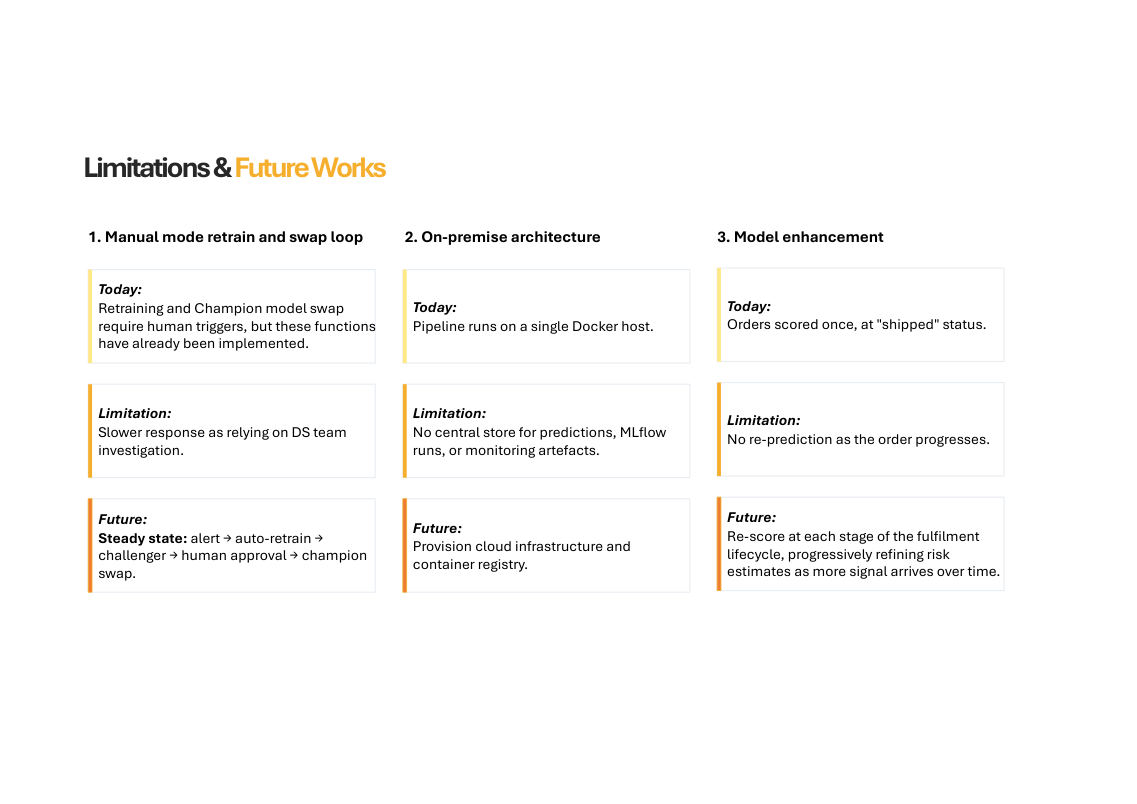 Limitations & Future Works
1. Manual mode retrain and swap loop
Today:
Retraining and Champion model swap
require human triggers, but these functions
have already been implemented.
Limitation:
Slower response as relying on DS team
investigation.
Future:
Steady state: alert → auto-retrain →
challenger → human approval → champion
swap.
2. On-premise architecture
Today:
Pipeline runs on a single Docker host.
Limitation:
No central store for predictions, MLflow
runs, or monitoring artefacts.
Future:
Provision cloud infrastructure and
container registry.
3. Model enhancement
Today:
Orders scored once, at "shipped" status.
Limitation:
No re-prediction as the order progresses.
Future:
Re-score at each stage of the fulfilment
lifecycle, progressively refining risk
estimates as more signal arrives over time.